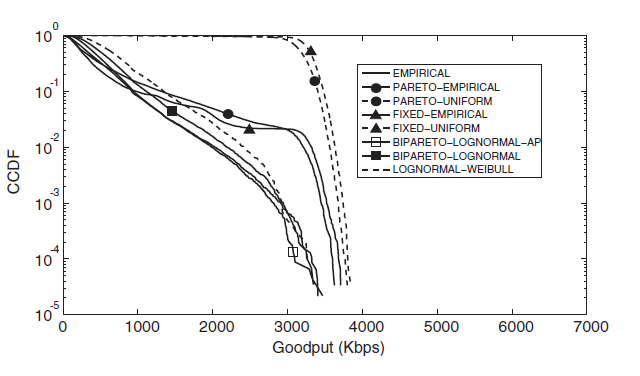 10^0
10^-1
10^-2
10^-3
10^-4
10^-5
CCDF
EMPIRICAL
PARETO-EMPIRICAL
PARETO-UNIFORM
FIXED-EMPIRICAL
FIXED-UNIFORM
BIPARETO-LOGNORMAL-AP
BIPARETO-LOGNORMAL
LOGNORMAL-WEIBULL
0 1000 2000 3000 4000 5000 6000 7000
Goodput (Kbps)